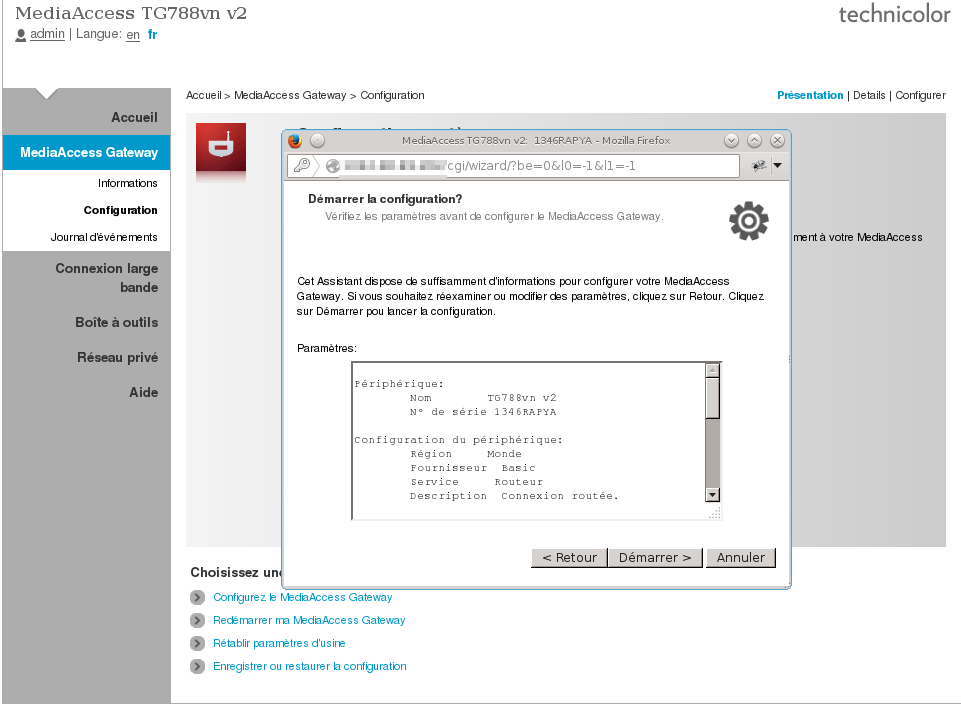 MediaAccess TG788vn v2
technicolor
admin | Langue: en fr
Accueil > MediaAccess Gateway > Configuration
Présentation | Details | Configurer
Accueil
MediaAccess Gateway
Informations
Configuration
Journal d'événements
Connexion large
bande
Boîte à outils
Réseau privé
Aide
MediaAccess TG788vn v2: 1346RAPYA - Mozilla Firefox
cgi/wizard/?be=0&l0=-1&l1=-1
Démarrer la configuration?
Vérifiez les paramètres avant de configurer le MediaAccess Gateway.
ment à votre MediaAccess
Cet Assistant dispose de suffisamment d'informations pour configurer votre MediaAccess
Gateway. Si vous souhaitez réexaminer ou modifier des paramètres, cliquez sur Retour. Cliquez
sur Démarrer pou lancer la configuration.
Paramètres:
Périphérique:
Nom TG788vn v2
N° de série 1346RAPYA
Configuration du périphérique:
Région Monde
Fournisseur Basic
Service Routeur
Description Connexion routée.
< Retour Démarrer > Annuler
Choisissez un
Configurez le MediaAccess Gateway
Redémarrer ma MediaAccess Gateway
Rétablir paramètres d'usine
Enregistrer ou restaurer la configuration